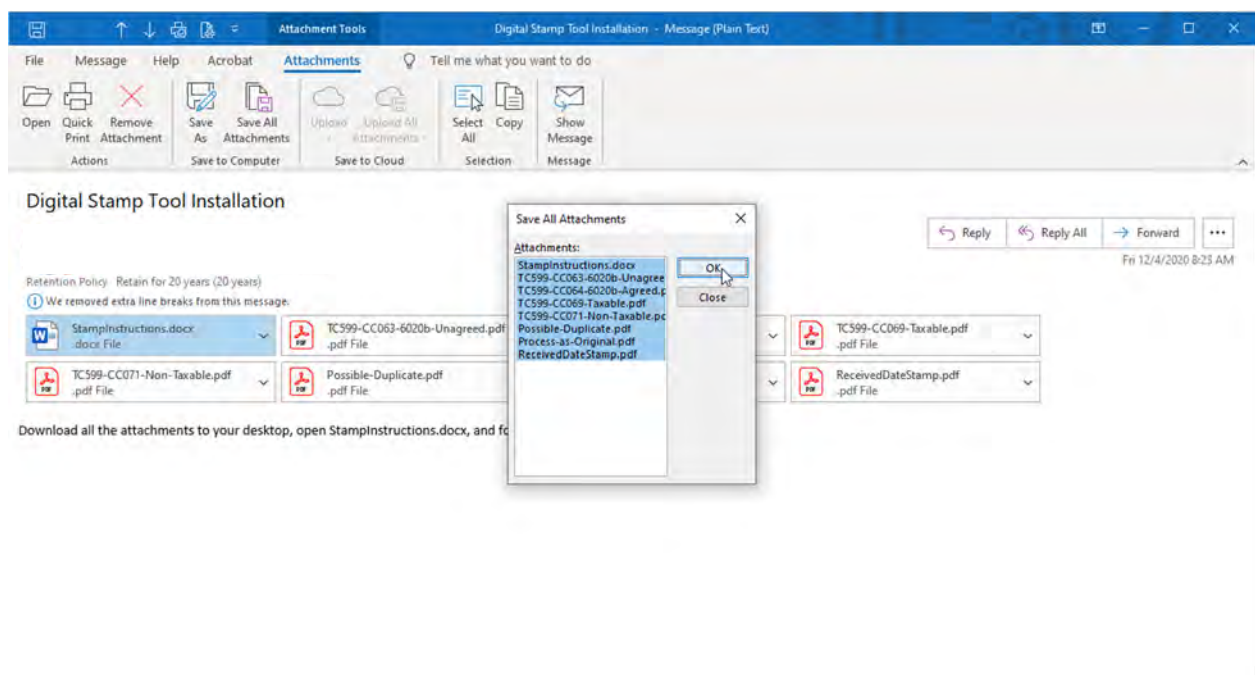 Attachment Tools
Digital Stamp Tool Installation - Message (Plain Text)
File Message Help Acrobat Attachments Tell me what you want to do
Open Quick Print Remove Attachment Save As Save All Attachments Upload Upload All Attachments Select All Copy Show Message
Actions Save to Computer Save to Cloud Selection Message
Digital Stamp Tool Installation
Reply Reply All Forward
Fri 12/4/2020 8:23 AM
Retention Policy Retain for 20 years (20 years)
We removed extra line breaks from this message.
StampInstructions.docx
.docx File
TC599-CC063-6020b-Unagreed.pdf
.pdf File
TC599-CC069-Taxable.pdf
.pdf File
TC599-CC071-Non-Taxable.pdf
.pdf File
Possible-Duplicate.pdf
.pdf File
ReceivedDateStamp.pdf
.pdf File
Download all the attachments to your desktop, open StampInstructions.docx, and fo
Save All Attachments
Attachments:
StampInstructions.docx
TC599-CC063-6020b-Unagree
TC599-CC064-6020b-Agreed.p
TC599-CC069-Taxable.pdf
TC599-CC071-Non-Taxable.pc
Possible-Duplicate.pdf
Process-as-Original.pdf
ReceivedDateStamp.pdf
OK
Close